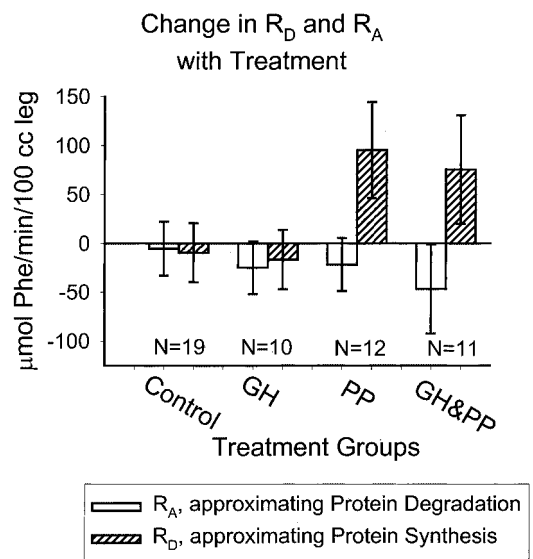 Change in R_D and R_A
with Treatment
µmol Phe/min/100 cc leg
150
100
50
0
-50
-100
N=19 N=10 N=12 N=11
Control GH PP GH&PP
Treatment Groups
R_A, approximating Protein Degradation
R_D, approximating Protein Synthesis